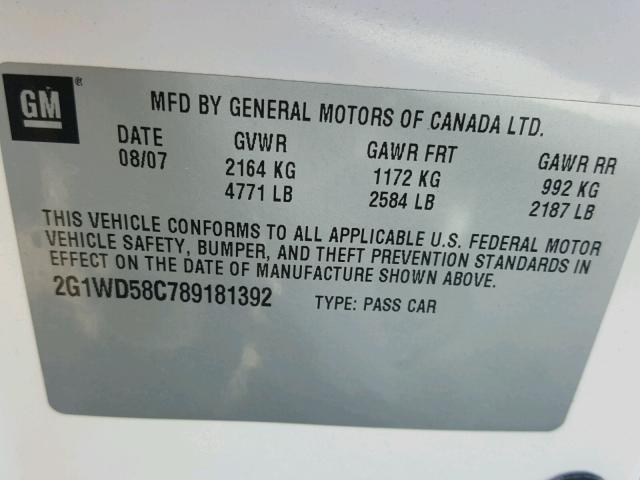 GM®
MFD BY GENERAL MOTORS OF CANADA LTD.
DATE GVWR GAWR FRT GAWR RR
08/07 2164 KG 1172 KG 992 KG
4771 LB 2584 LB 2187 LB
THIS VEHICLE CONFORMS TO ALL APPLICABLE U.S. FEDERAL MOTOR
VEHICLE SAFETY, BUMPER, AND THEFT PREVENTION STANDARDS IN
EFFECT ON THE DATE OF MANUFACTURE SHOWN ABOVE.
2G1WD58C789181392 TYPE: PASS CAR